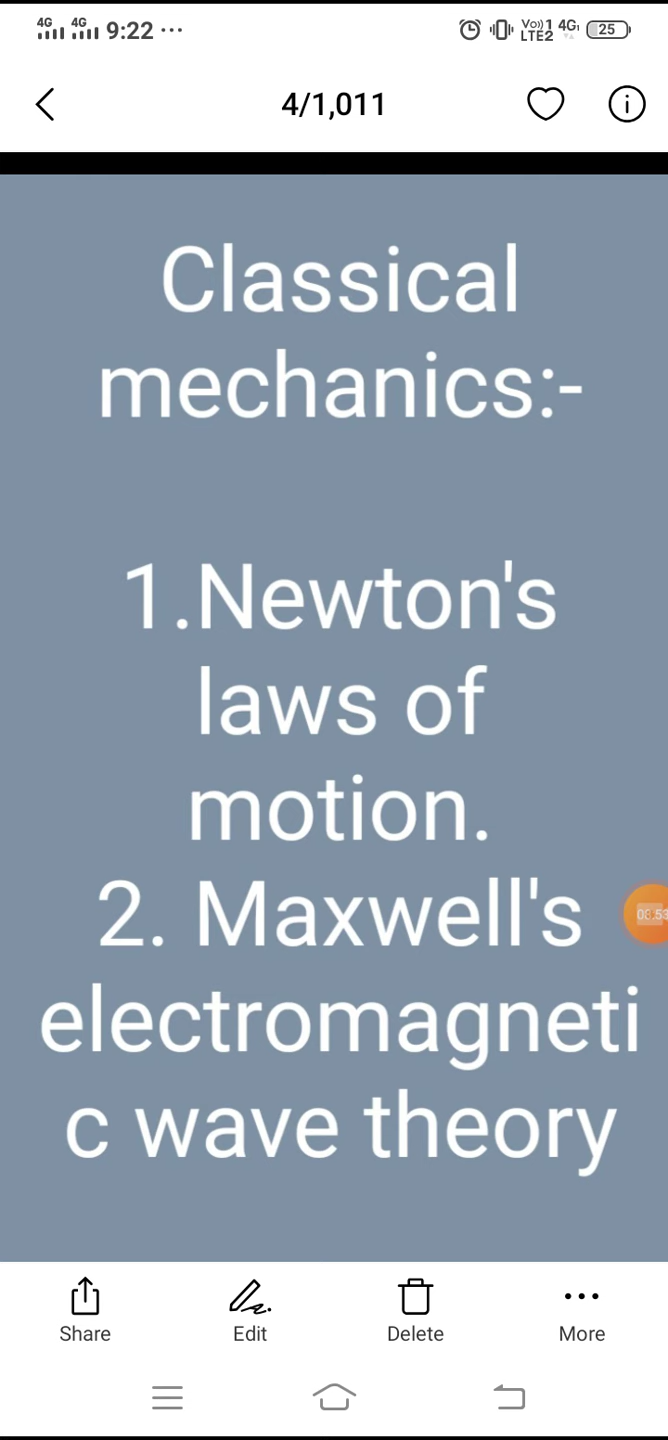 4G 4G 9:22 ... Vo))1 4G
LTE2 25
4/1,011
Classical
mechanics:-
1.Newton's
laws of
motion.
2. Maxwell's
electromagneti
c wave theory
Share Edit Delete More